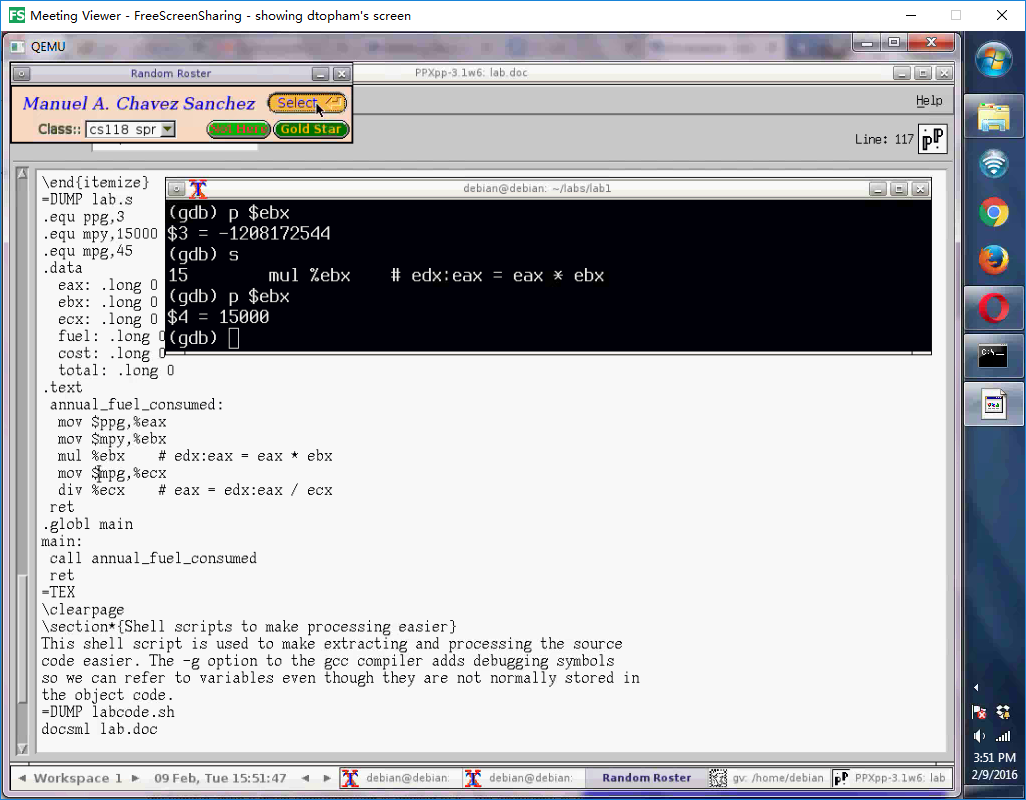 FS Meeting Viewer - FreeScreenSharing - showing dtopham's screen
QEMU
Random Roster
PPXpp-3.1w6: lab.doc
Manuel A. Chavez Sanchez Select
Help
Class:: cs118 spr Not Here Gold Star
Line: 117 pP
\end{itemize}
=DUMP lab.s
.equ ppg,3
.equ mpy,15000
.equ mpg,45
.data
eax: .long 0
ebx: .long 0
ecx: .long 0
fuel: .long 0
cost: .long 0
total: .long 0
.text
annual_fuel_consumed:
mov $ppg,%eax
mov $mpy,%ebx
mul %ebx # edx:eax = eax * ebx
mov $mpg,%ecx
div %ecx # eax = edx:eax / ecx
ret
.globl main
main:
call annual_fuel_consumed
ret
=TEX
\clearpage
\section*{Shell scripts to make processing easier}
This shell script is used to make extracting and processing the source
code easier. The -g option to the gcc compiler adds debugging symbols
so we can refer to variables even though they are not normally stored in
the object code.
=DUMP labcode.sh
docsml lab.doc
debian@debian: ~/labs/lab1
(gdb) p $ebx
$3 = -1208172544
(gdb) s
15 mul %ebx # edx:eax = eax * ebx
(gdb) p $ebx
$4 = 15000
(gdb)
Workspace 1 09 Feb, Tue 15:51:47 debian@debian: debian@debian: Random Roster gv: /home/debian pP PPXpp-3.1w6: lab
C:\
3:51 PM
2/9/2016